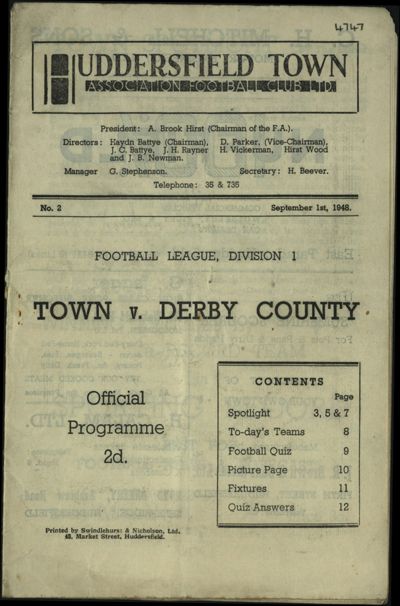 4747
HUDDERSFIELD TOWN
ASSOCIATION FOOTBALL CLUB LTD.
President: A. Brook Hirst (Chairman of the F.A.).
Directors: Haydn Battye (Chairman), D. Parker, (Vice-Chairman),
J. C. Battye, J. H. Rayner H. Vickerman, Hirst Wood
and J. B. Newman.
Manager G. Stephenson. Secretary: H. Beever.
Telephone: 35 & 735
No. 2 September 1st, 1948.
FOOTBALL LEAGUE, DIVISION 1
TOWN v. DERBY COUNTY
Official
Programme
2d.
CONTENTS
Page
Spotlight 3, 5 & 7
To-day's Teams 8
Football Quiz 9
Picture Page 10
Fixtures 11
Quiz Answers 12
Printed by Swindlehurst & Nicholson, Ltd.
48, Market Street, Huddersfield.